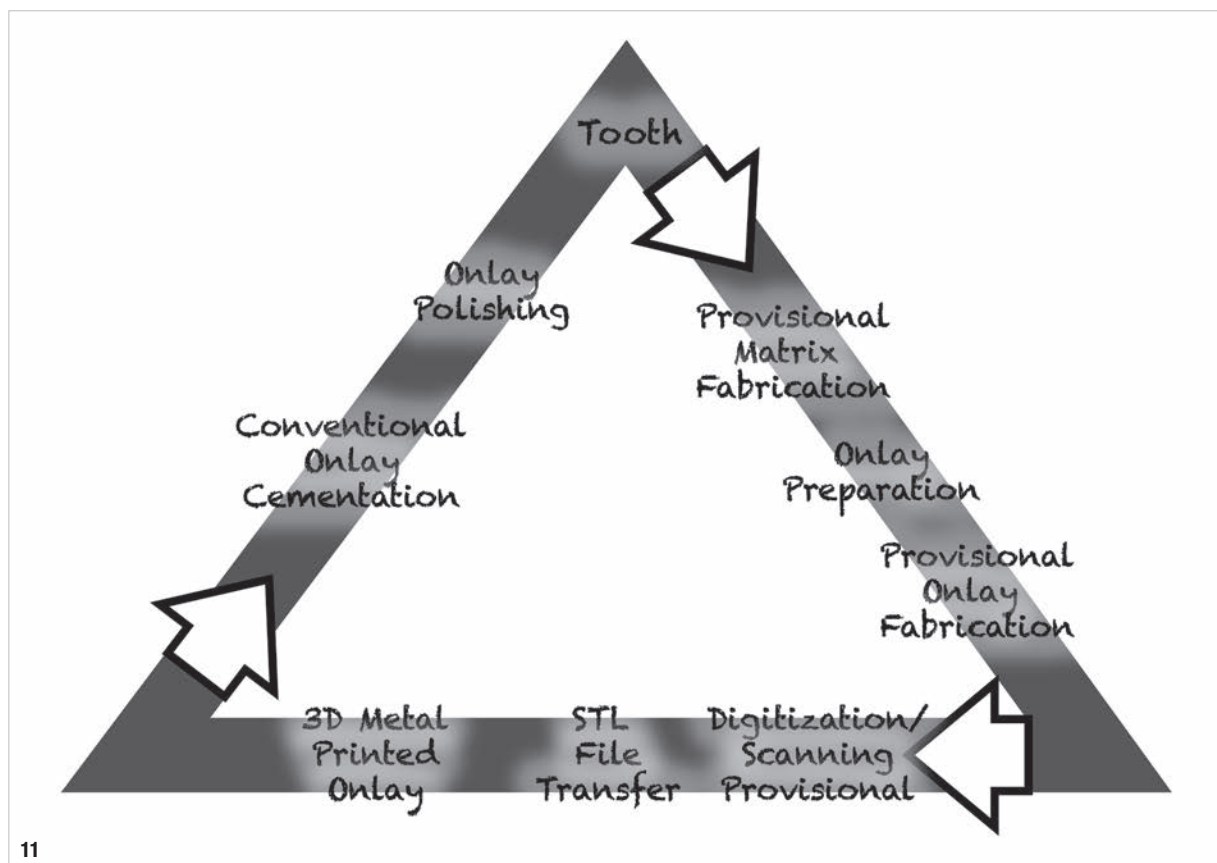 Tooth
Provisional
Matrix
Fabrication
Onlay
Preparation
Provisional
Onlay
Fabrication
Digitization/
Scanning
Provisional
STL
File
Transfer
3D Metal
Printed
Onlay
Conventional
Onlay
Cementation
Onlay
Polishing
11